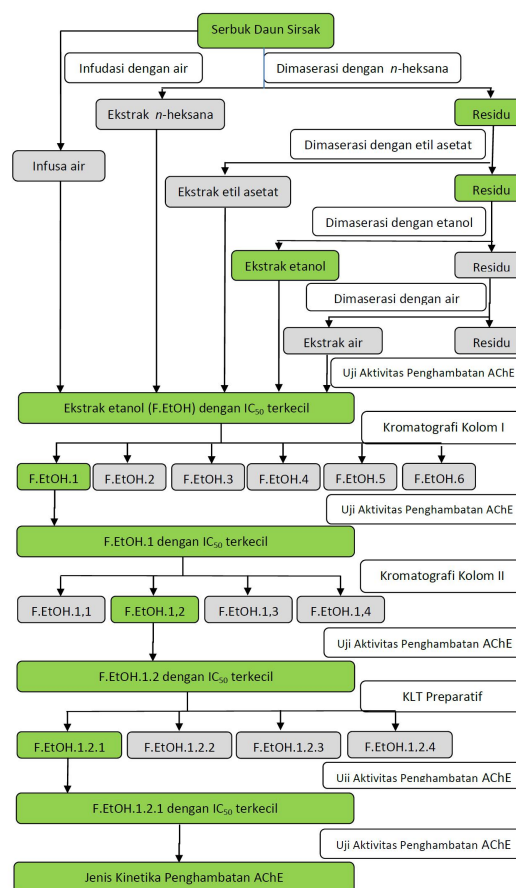 Serbuk Daun Sirsak
Infudasi dengan air
Dimaserasi dengan n-heksana
Ekstrak n-heksana
Residu
Dimaserasi dengan etil asetat
Infusa air
Ekstrak etil asetat
Residu
Dimaserasi dengan etanol
Ekstrak etanol
Residu
Dimaserasi dengan air
Ekstrak air
Residu
Uji Aktivitas Penghambatan AChE
Ekstrak etanol (F.EtOH) dengan IC₅₀ terkecil
Kromatografi Kolom I
F.EtOH.1
F.EtOH.2
F.EtOH.3
F.EtOH.4
F.EtOH.5
F.EtOH.6
Uji Aktivitas Penghambatan AChE
F.EtOH.1 dengan IC₅₀ terkecil
Kromatografi Kolom II
F.EtOH.1,1
F.EtOH.1,2
F.EtOH.1,3
F.EtOH.1,4
Uji Aktivitas Penghambatan AChE
F.EtOH.1.2 dengan IC₅₀ terkecil
KLT Preparatif
F.EtOH.1.2.1
F.EtOH.1.2.2
F.EtOH.1.2.3
F.EtOH.1,2.4
Uji Aktivitas Penghambatan AChE
F.EtOH.1.2.1 dengan IC₅₀ terkecil
Uji Aktivitas Penghambatan AChE
Jenis Kinetika Penghambatan AChE